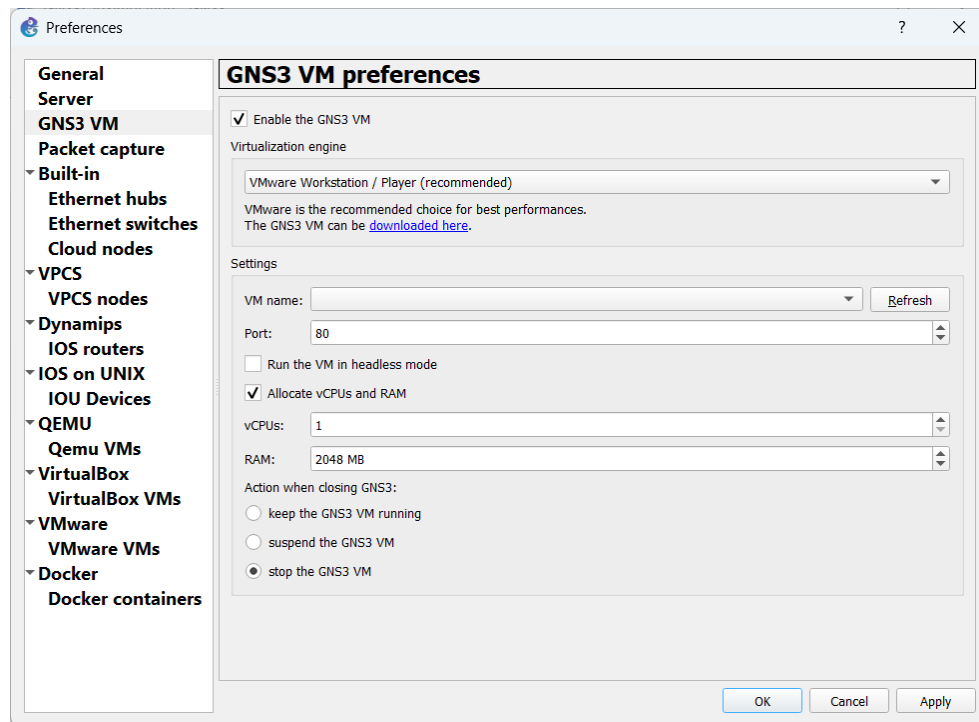 Preferences
?
General
Server
GNS3 VM
Packet capture
Built-in
Ethernet hubs
Ethernet switches
Cloud nodes
VPCS
VPCS nodes
Dynamips
IOS routers
IOS on UNIX
IOU Devices
QEMU
Qemu VMs
VirtualBox
VirtualBox VMs
VMware
VMware VMs
Docker
Docker containers
GNS3 VM preferences
Enable the GNS3 VM
Virtualization engine
VMware Workstation / Player (recommended)
VMware is the recommended choice for best performances.
The GNS3 VM can be downloaded here.
Settings
VM name:
Refresh
Port: 80
Run the VM in headless mode
Allocate vCPUs and RAM
vCPUs: 1
RAM: 2048 MB
Action when closing GNS3:
keep the GNS3 VM running
suspend the GNS3 VM
stop the GNS3 VM
OK Cancel Apply